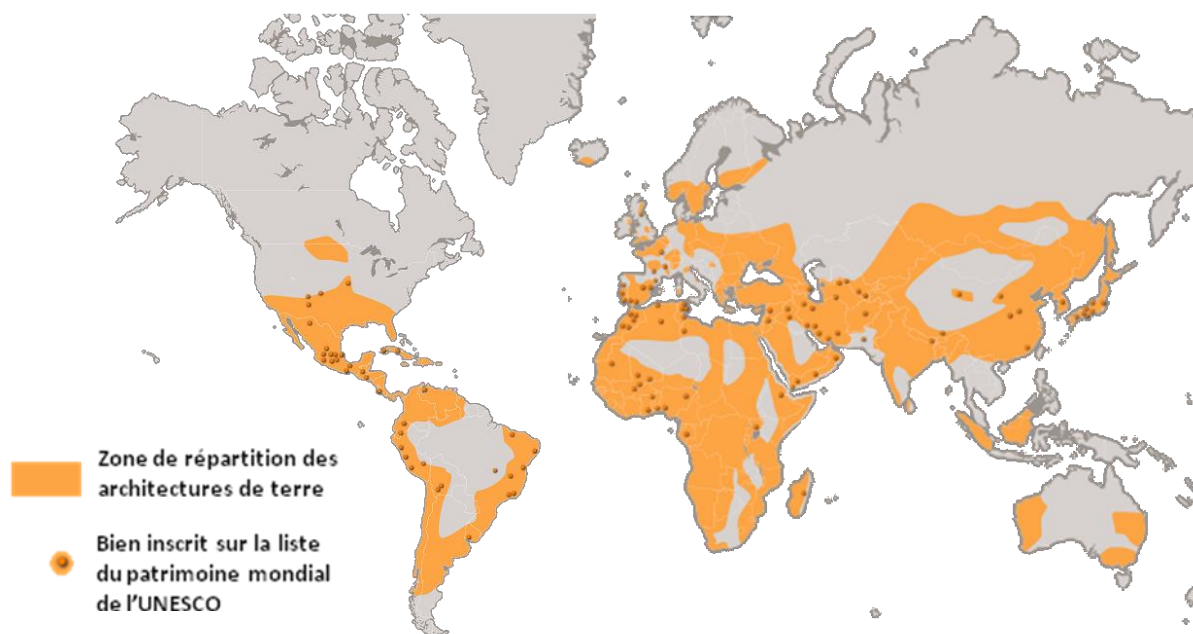 Zone de répartition des
architectures de terre
Bien inscrit sur la liste
du patrimoine mondial
de l'UNESCO